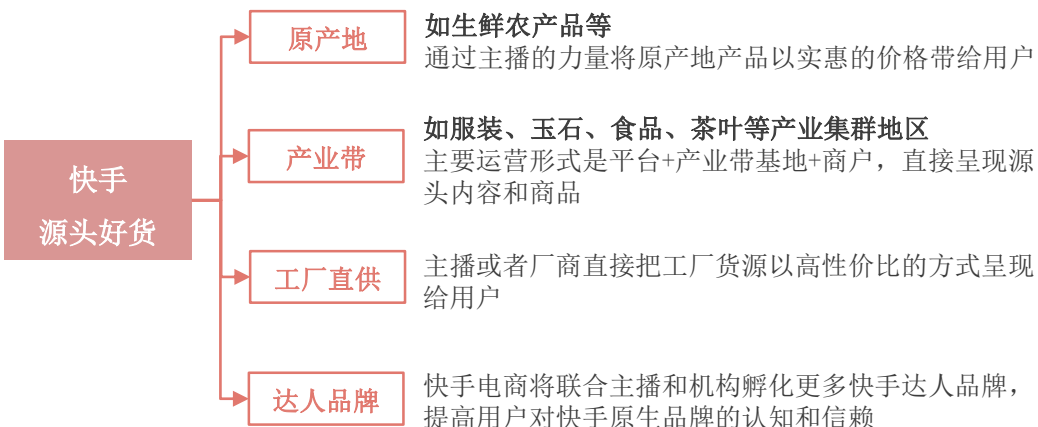 原产地
如生鲜农产品等
通过主播的力量将原产地产品以实惠的价格带给用户
产业带
如服装、玉石、食品、茶叶等产业集群地区
主要运营形式是平台+产业带基地+商户，直接呈现源
头内容和商品
快手
源头好货
工厂直供
主播或者厂商直接把工厂货源以高性价比的方式呈现
给用户
达人品牌
快手电商将联合主播和机构孵化更多快手达人品牌，
提高用户对快手原生品牌的认知和信赖